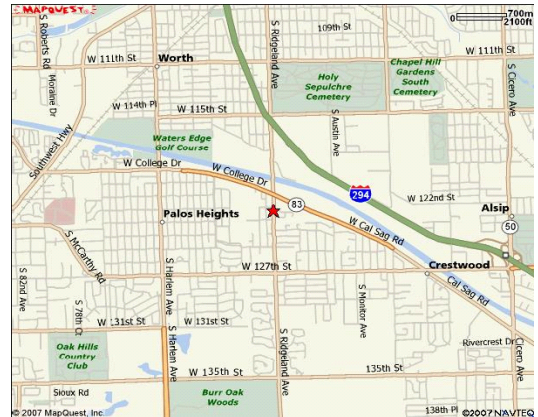 MAPQUEST
700m
2100ft
109th St
S Roberts Rd
Moraine Dr
S Ridgeland Ave
W 111th St
Worth
W 111th St
Chapel Hill
Gardens
South
Cemetery
Holy
Sepulchre
Cemetery
S Cicero Ave
W 114th Pl
W 115th St
S Austin Ave
Southwest Hwy
Waters Edge
Golf Course
W College Dr
W College Dr
294
W 122nd St
83
Alsip
50
Palos Heights
W Cal Sag Rd
S McCarthy Rd
S Harlem Ave
W 127th St
Crestwood
Cal Sag Rd
S 82nd Ave
S 78th Ct
S Monitor Ave
W 131st St
W 131st St
S Harlem Ave
S Ridgeland Ave
Rivercrest Dr
Cicero Ave
Oak Hills
Country
Club
W 135th St
135th St
Sioux Rd
Burr Oak
Woods
138th Pl
© 2007 MapQuest, Inc.
©2007 NAVTEQ